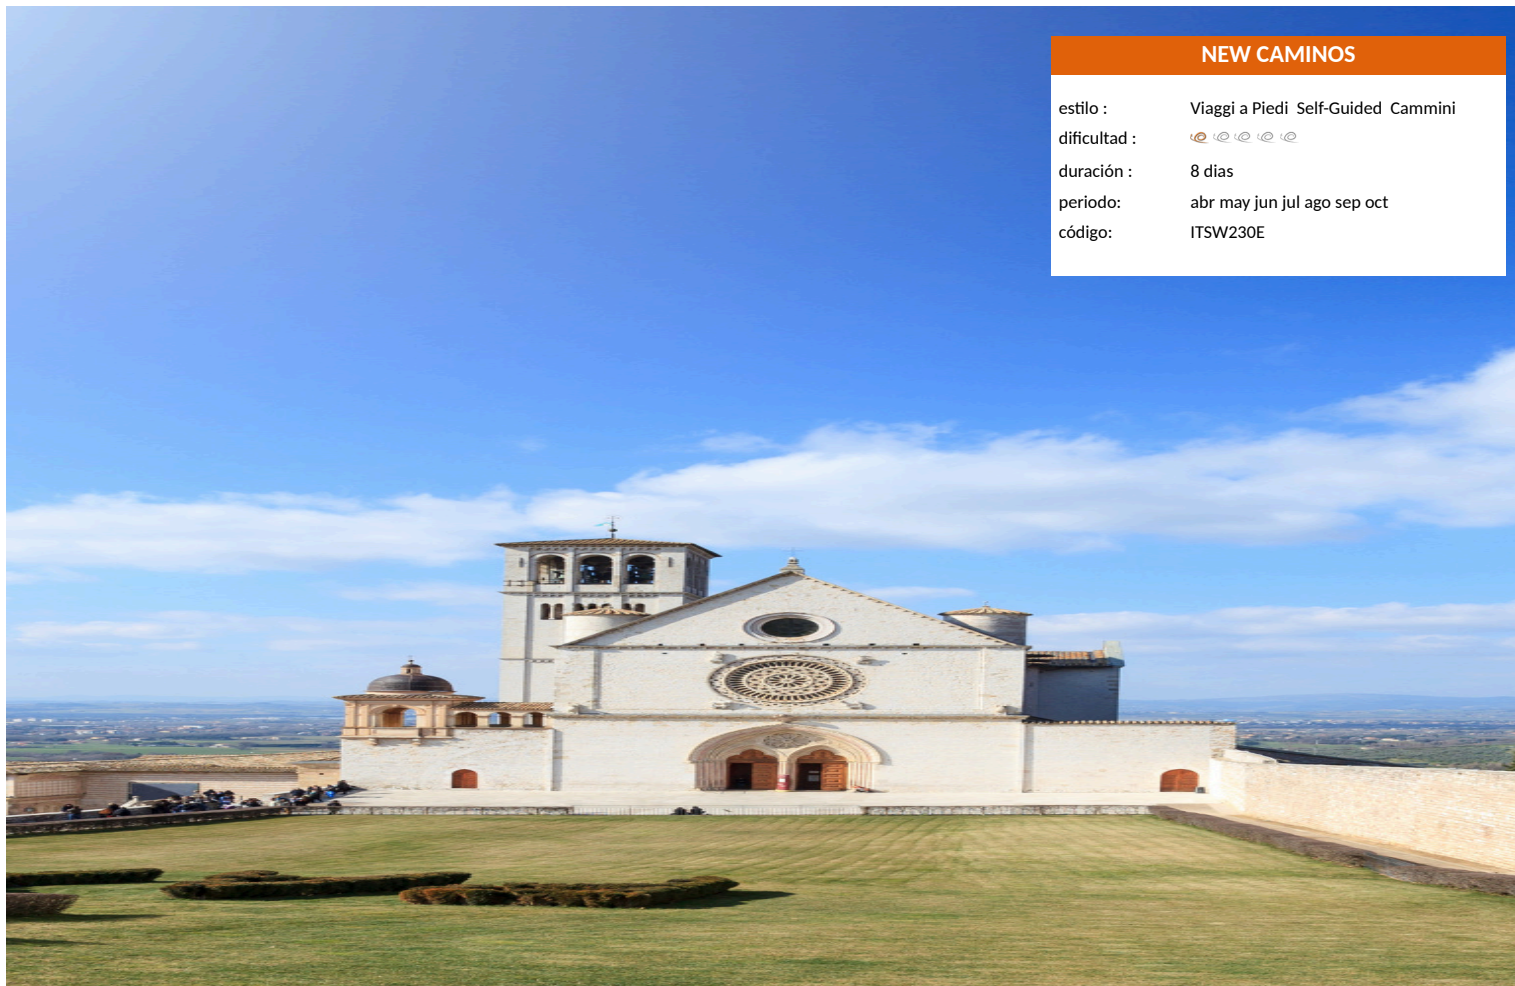 NEW CAMINOS
estilo : Viaggi a Piedi Self-Guided Cammini
dificultad :
duración : 8 dias
periodo: abr may jun jul ago sep oct
código: ITSW230E